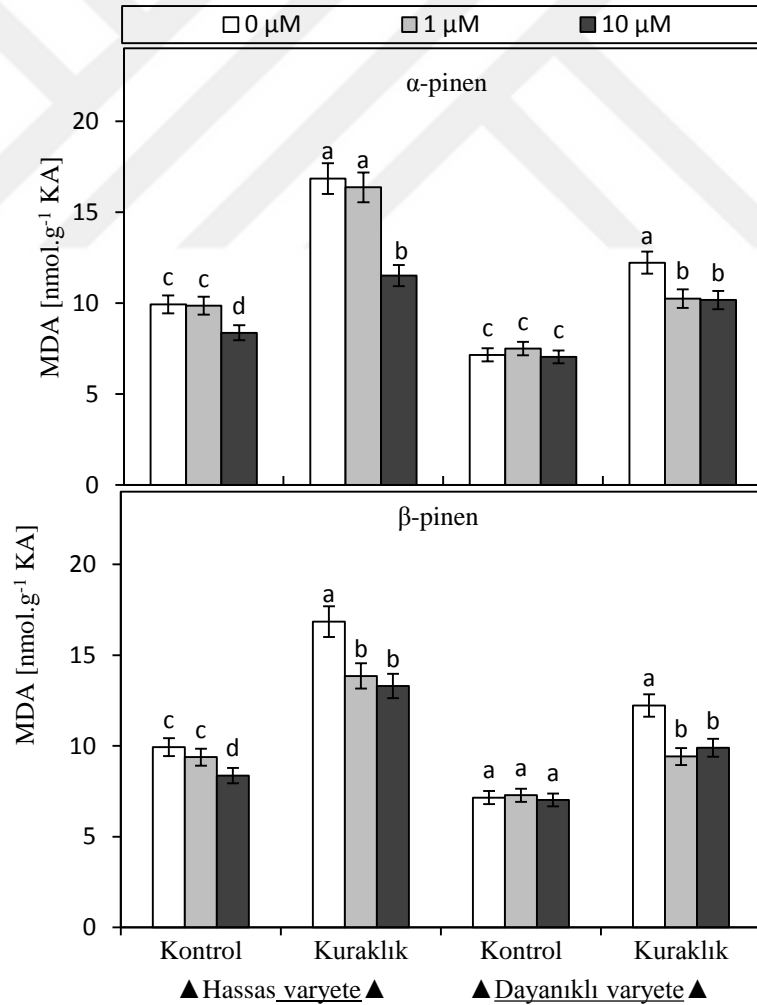 0 µM 1 µM 10 µM
α-pinen
MDA [nmol.g⁻¹ KA]
20
15
10
5
0
c c d
a a b
c c c
a b b
β-pinen
MDA [nmol.g⁻¹ KA]
20
15
10
5
0
c c d
a b b
a a a
a b b
Kontrol Kuraklık Kontrol Kuraklık
▲Hassas varyete▲ ▲Dayanıklı varyete▲